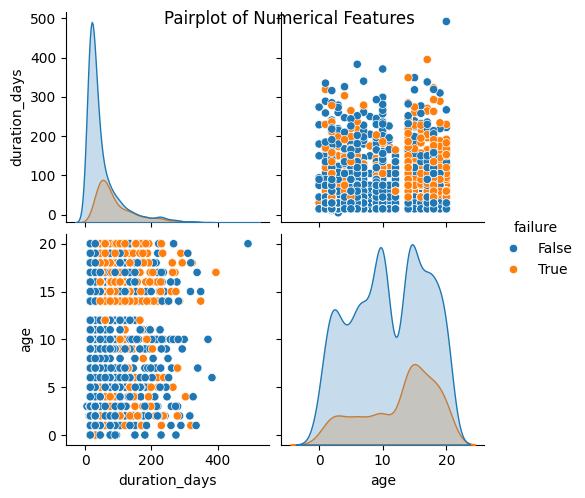 Pairplot of Numerical Features
500
400
300
200
100
0
duration_days
20
15
10
5
0
age
0
200
400
duration_days
0
10
20
age
failure
False
True